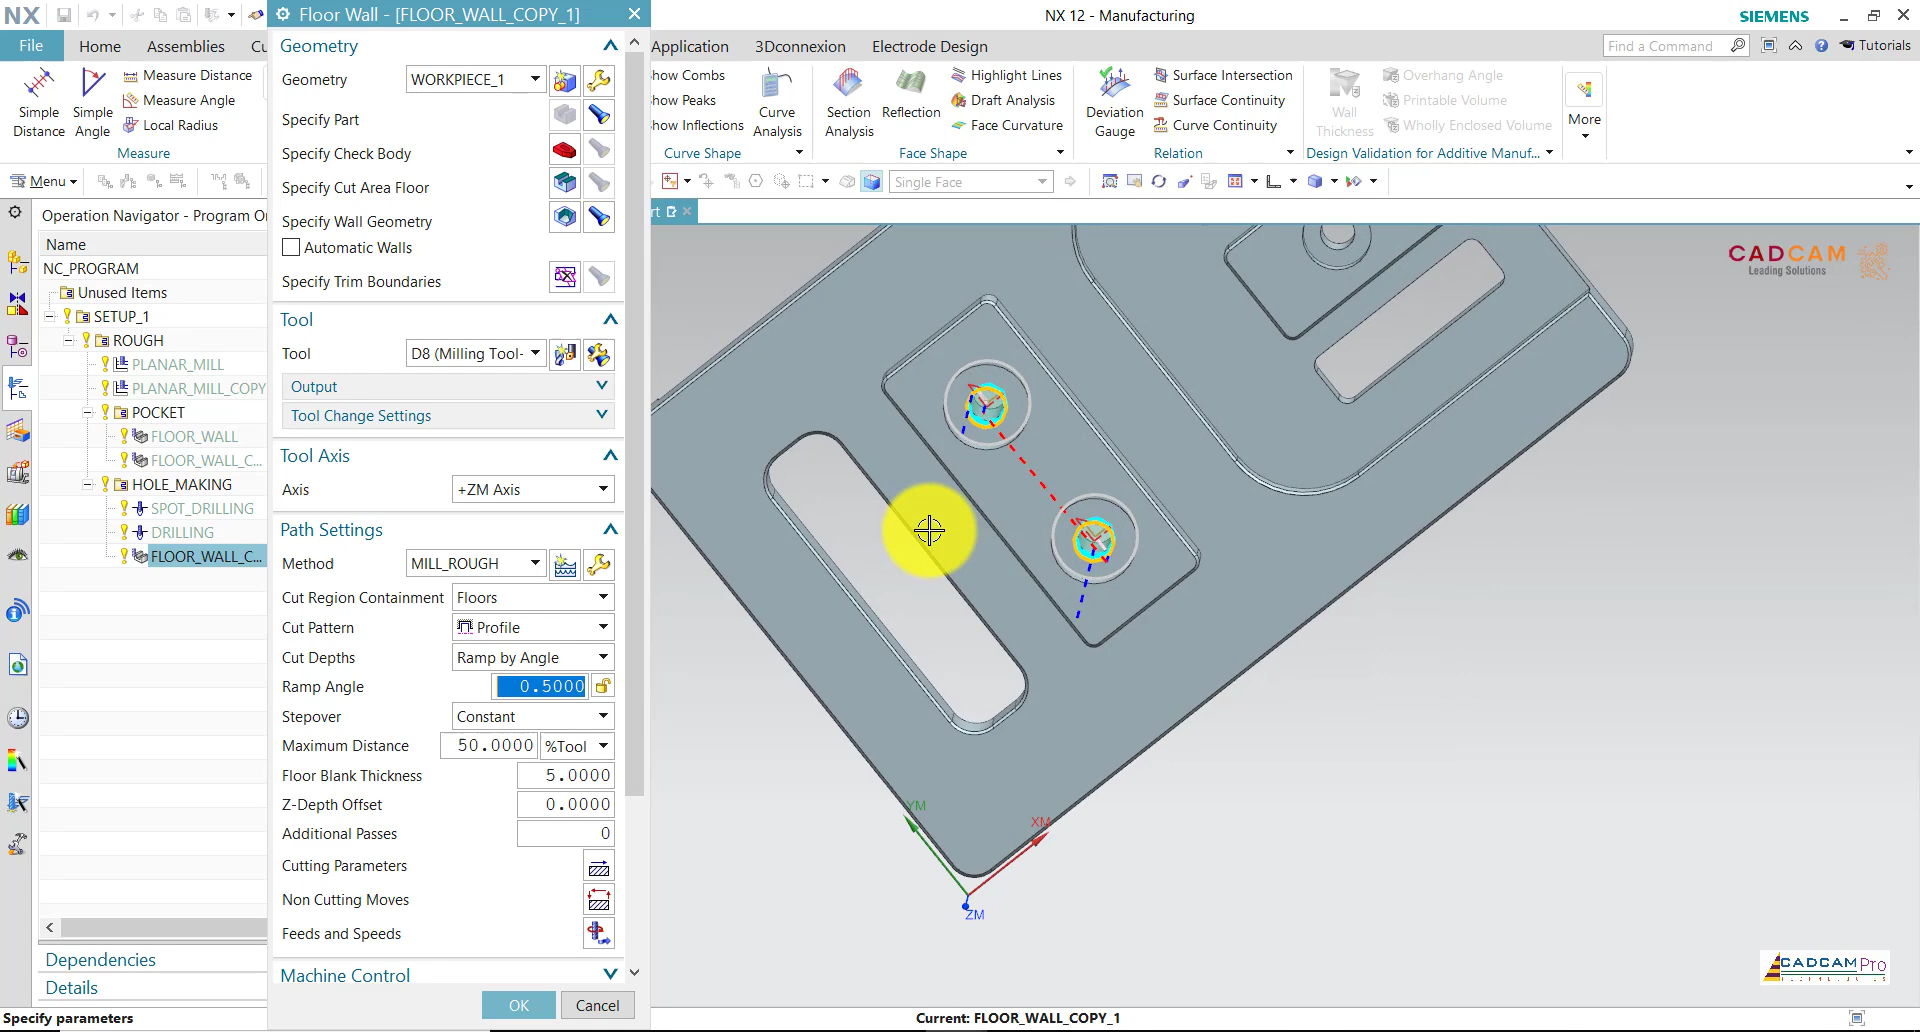 NX
Floor Wall - [FLOOR_WALL_COPY_1]
NX 12 - Manufacturing
SIEMENS
File
Home
Assemblies
Cu
Application
3Dconnexion
Electrode Design
Find a Command
Tutorials
Simple Distance
Simple Angle
Measure Distance
Measure Angle
Local Radius
Measure
how Combs
how Peaks
how Inflections
Curve Analysis
Curve Shape
Section Analysis
Reflection
Highlight Lines
Draft Analysis
Face Curvature
Face Shape
Deviation Gauge
Surface Intersection
Surface Continuity
Curve Continuity
Relation
Wall Thickness
Overhang Angle
Printable Volume
Wholly Enclosed Volume
Design Validation for Additive Manuf...
More
Menu
Single Face
rt
Operation Navigator - Program Or
Name
NC_PROGRAM
Unused Items
SETUP_1
ROUGH
PLANAR_MILL
PLANAR_MILL_COPY
POCKET
FLOOR_WALL
FLOOR_WALL_C...
HOLE_MAKING
SPOT_DRILLING
DRILLING
FLOOR_WALL_C...
Dependencies
Details
Geometry
Geometry WORKPIECE_1
Specify Part
Specify Check Body
Specify Cut Area Floor
Specify Wall Geometry
Automatic Walls
Specify Trim Boundaries
Tool
Tool D8 (Milling Tool-
Output
Tool Change Settings
Tool Axis
Axis +ZM Axis
Path Settings
Method MILL_ROUGH
Cut Region Containment Floors
Cut Pattern Profile
Cut Depths Ramp by Angle
Ramp Angle 0.5000
Stepover Constant
Maximum Distance 50.0000 %Tool
Floor Blank Thickness 5.0000
Z-Depth Offset 0.0000
Additional Passes 0
Cutting Parameters
Non Cutting Moves
Feeds and Speeds
Machine Control
OK Cancel
CADCAM
Leading Solutions
YM
XM
ZM
CADCAM Pro
Specify parameters
Current: FLOOR_WALL_COPY_1